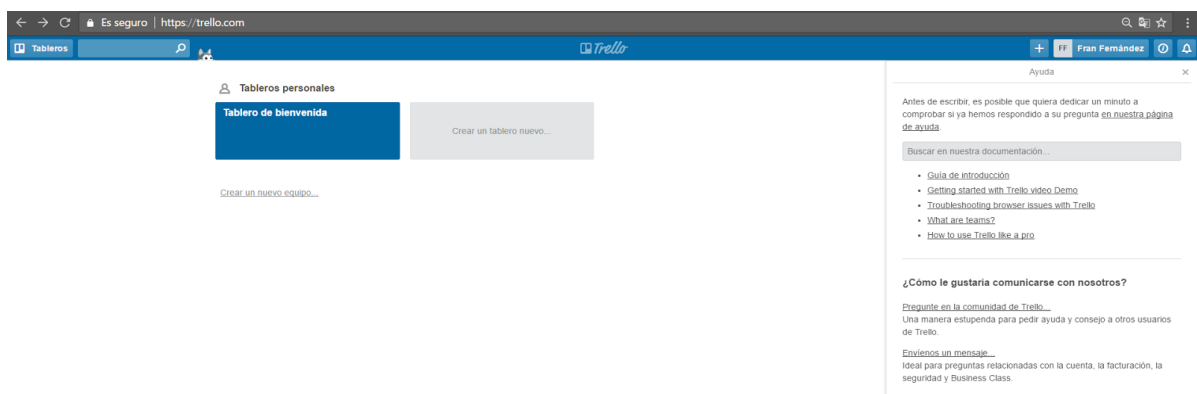 Es seguro | https://trello.com
Tableros
Trello
FF Fran Fernández
Tableros personales
Tablero de bienvenida
Crear un tablero nuevo...
Crear un nuevo equipo...
Ayuda
Antes de escribir, es posible que quiera dedicar un minuto a
comprobar si ya hemos respondido a su pregunta en nuestra página
de ayuda.
Buscar en nuestra documentación...
Guía de introducción
Getting started with Trello video Demo
Troubleshooting browser issues with Trello
What are teams?
How to use Trello like a pro
¿Cómo le gustaría comunicarse con nosotros?
Pregunte en la comunidad de Trello...
Una manera estupenda para pedir ayuda y consejo a otros usuarios
de Trello.
Envíenos un mensaje...
Ideal para preguntas relacionadas con la cuenta, la facturación, la
seguridad y Business Class.